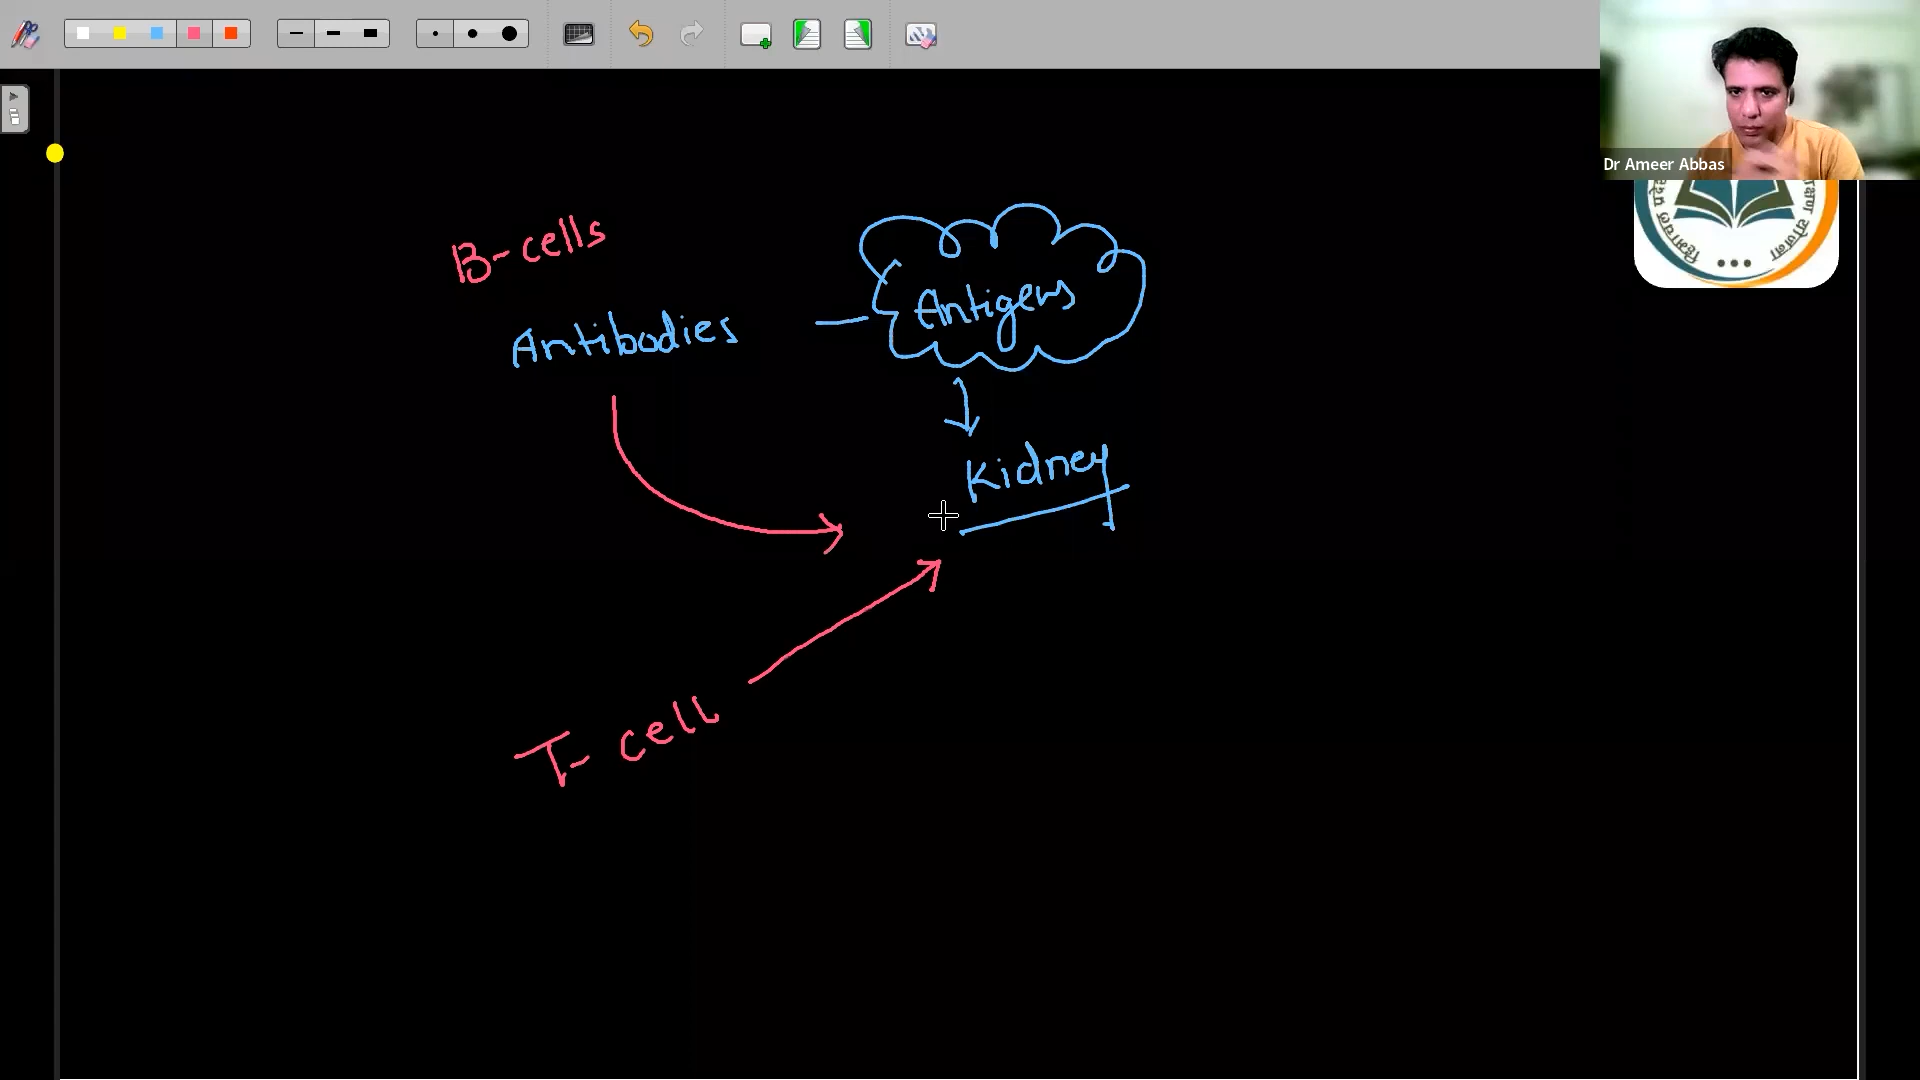 Dr Ameer Abbas
B-cells
Antigens
Antibodies
Kidney
T-cell